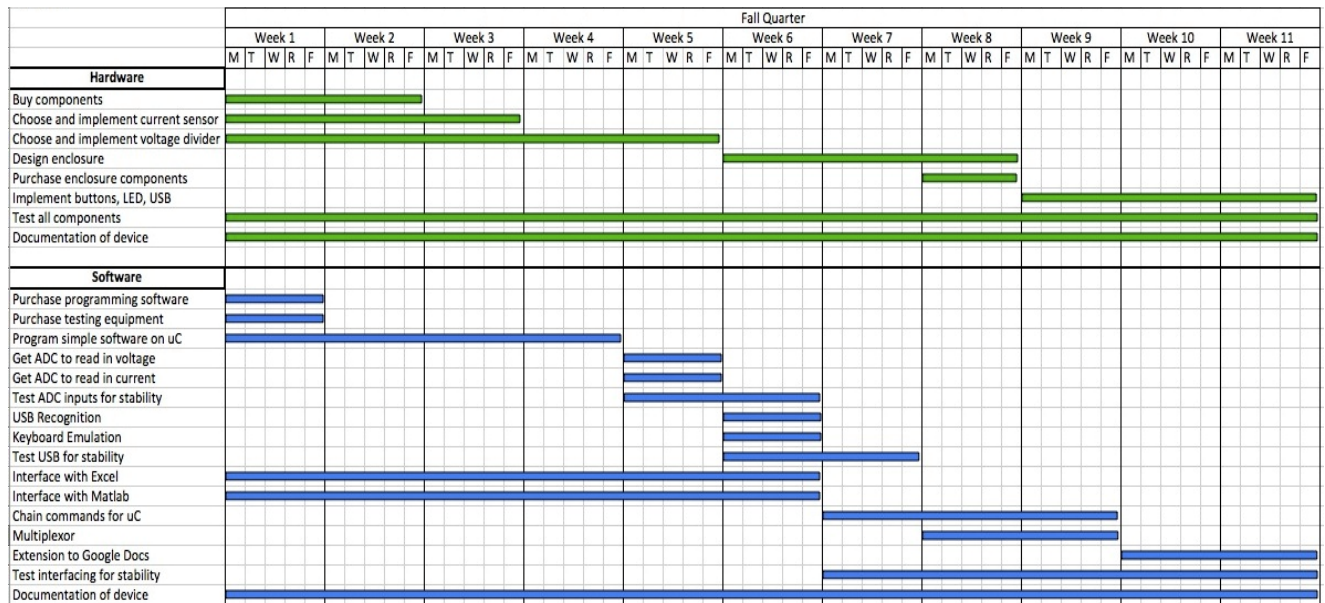 Fall Quarter
Week 1 Week 2 Week 3 Week 4 Week 5 Week 6 Week 7 Week 8 Week 9 Week 10 Week 11
M T W R F M T W R F M T W R F M T W R F M T W R F M T W R F M T W R F M T W R F M T W R F M T W R F M T W R F
Hardware
Buy components
Choose and implement current sensor
Choose and implement voltage divider
Design enclosure
Purchase enclosure components
Implement buttons, LED, USB
Test all components
Documentation of device
Software
Purchase programming software
Purchase testing equipment
Program simple software on uC
Get ADC to read in voltage
Get ADC to read in current
Test ADC inputs for stability
USB Recognition
Keyboard Emulation
Test USB for stability
Interface with Excel
Interface with Matlab
Chain commands for uC
Multiplexor
Extension to Google Docs
Test interfacing for stability
Documentation of device